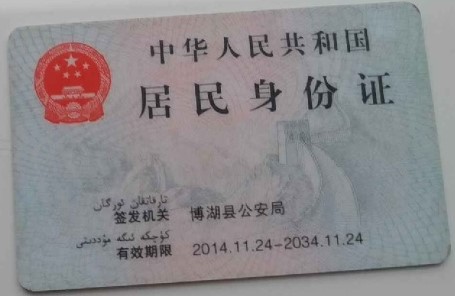 中华人民共和国
居民身份证
تارقاتقان ئورگان
签发机关 博湖县公安局
كۈچكە ئىگە مۇددىتى
有效期限 2014.11.24-2034.11.24